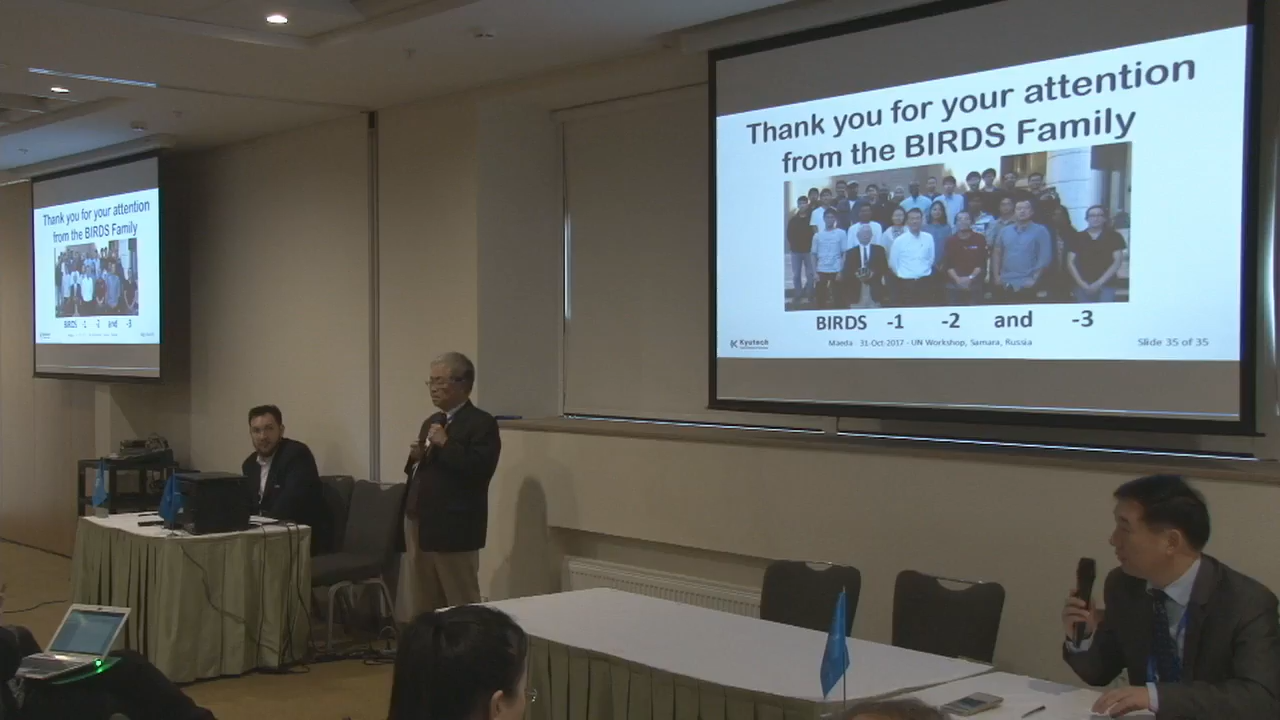 Thank you for your attention
from the BIRDS Family
BIRDS -1 -2 and -3
Kyutech
Maeda - 31-Oct-2017 - UN Workshop, Samara, Russia
Slide 35 of 35
Thank you for your attention
from the BIRDS Family
BIRDS -1 -2 and -3